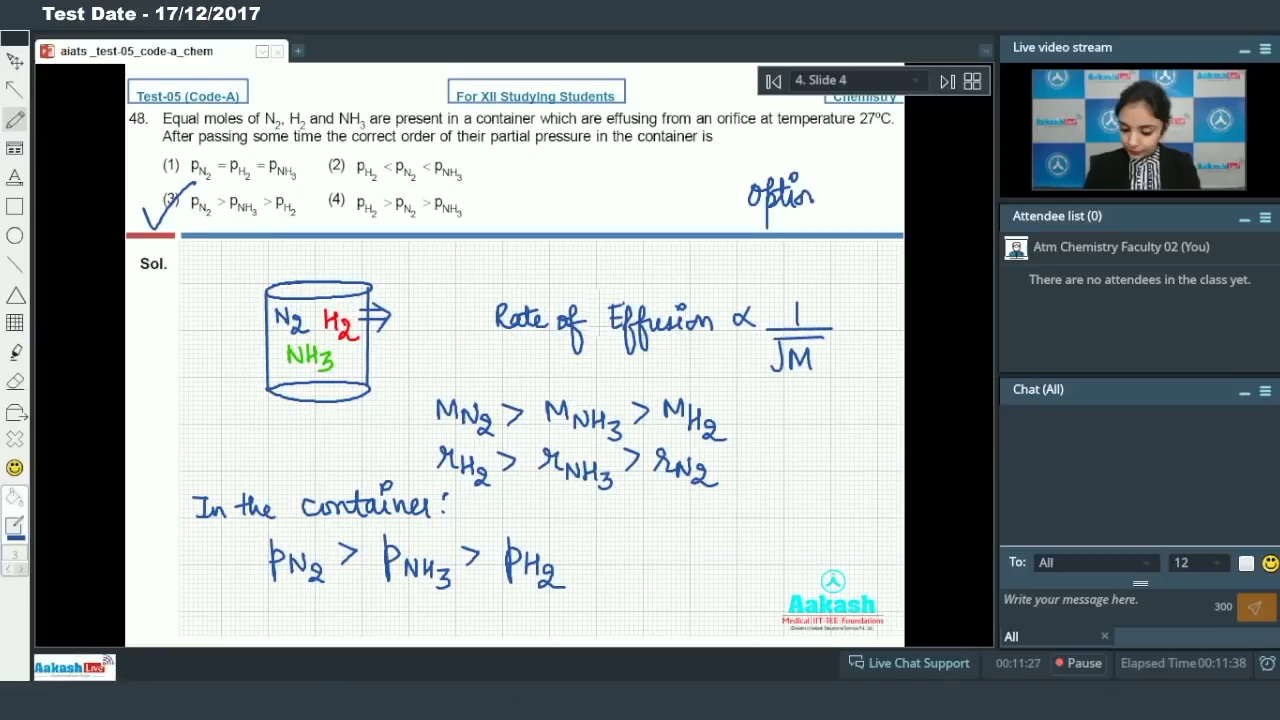 Test Date - 17/12/2017
aiats _test-05_code-a_chem
4. Slide 4
Test-05 (Code-A)
For XII Studying Students
Chemistry
48. Equal moles of N2, H2 and NH3 are present in a container which are effusing from an orifice at temperature 27ºC.
After passing some time the correct order of their partial pressure in the container is
(1) pN2 = pH2 = pNH3 (2) pH2 < pN2 < pNH3
(3) pN2 > pNH3 > pH2 (4) pH2 > pN2 > pNH3
Option
Sol.
N2 H2
NH3
Rate of Effusion ∝ 1/√M
MN2 > MNH3 > MH2
rH2 > rNH3 > rN2
In the container:
pN2 > pNH3 > pH2
Aakash
Medical|IIT-JEE|Foundations
Live video stream
Attendee list (0)
Atm Chemistry Faculty 02 (You)
There are no attendees in the class yet.
Chat (All)
To: All 12
Write your message here.
300
All
3
Aakash Live
Live Chat Support
00:11:27
Pause
Elapsed Time 00:11:38